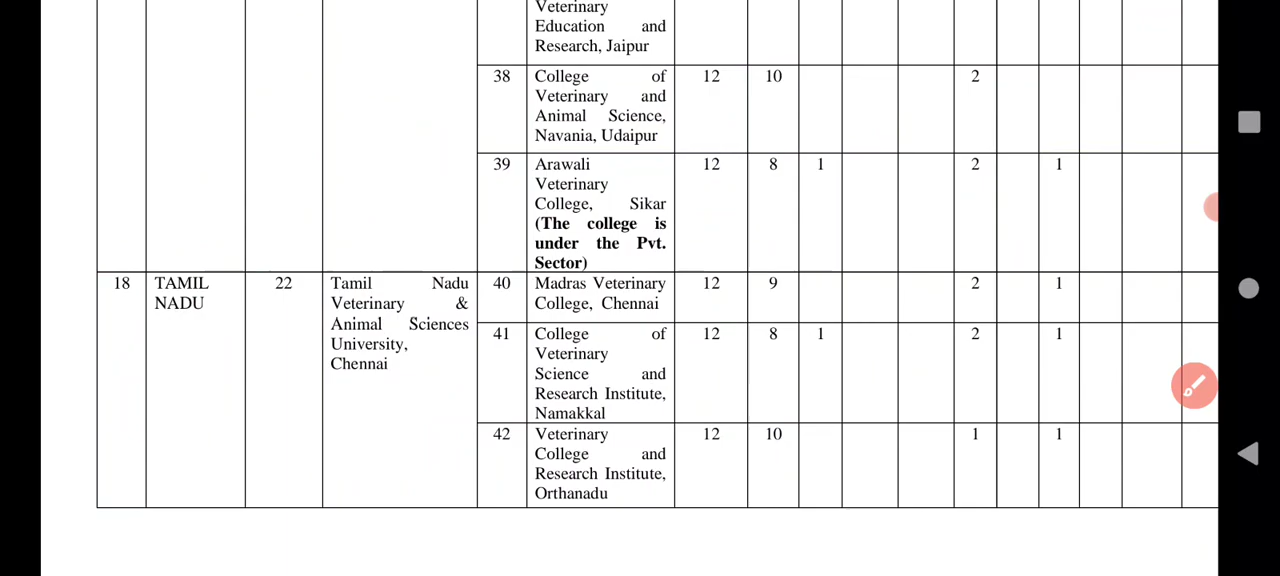 Veterinary
Education and
Research, Jaipur
38 College of 12 10 2
Veterinary and
Animal Science,
Navania, Udaipur
39 Arawali 12 8 1 2 1
Veterinary
College, Sikar
(The college is
under the Pvt.
Sector)
18 TAMIL 22 Tamil Nadu 40 Madras Veterinary 12 9 2 1
NADU Veterinary & College, Chennai
Animal Sciences
University, 41 College of 12 8 1 2 1
Chennai Veterinary
Science and
Research Institute,
Namakkal
42 Veterinary 12 10 1 1
College and
Research Institute,
Orthanadu